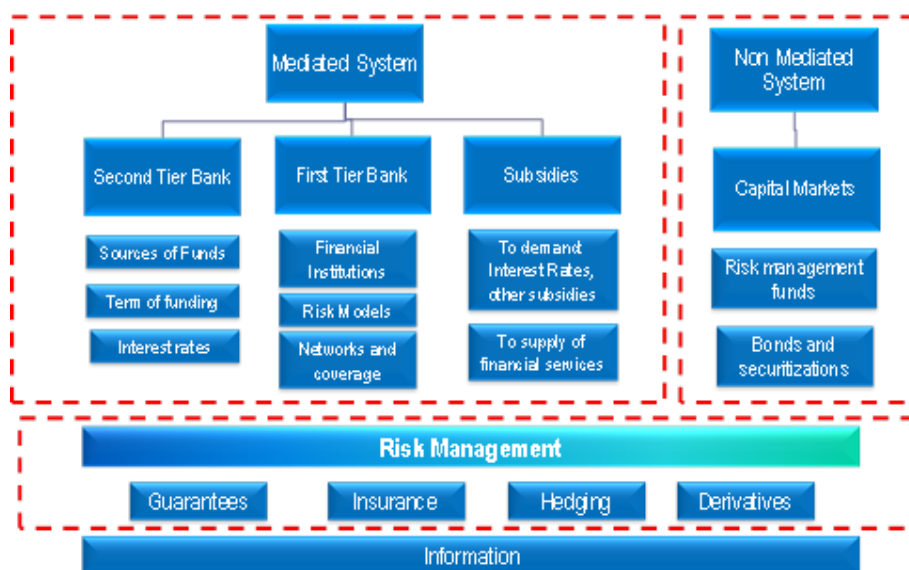 Mediated System
Non Mediated
System
Second Tier Bank
First Tier Bank
Subsidies
Capital Markets
Sources of Funds
Term of funding
Interest rates
Financial
Institutions
Risk Models
Networks and
coverage
To demand
Interest Rates,
other subsidies
To supply of
financial services
Risk management
funds
Bonds and
securitizations
Risk Management
Guarantees
Insurance
Hedging
Derivatives
Information